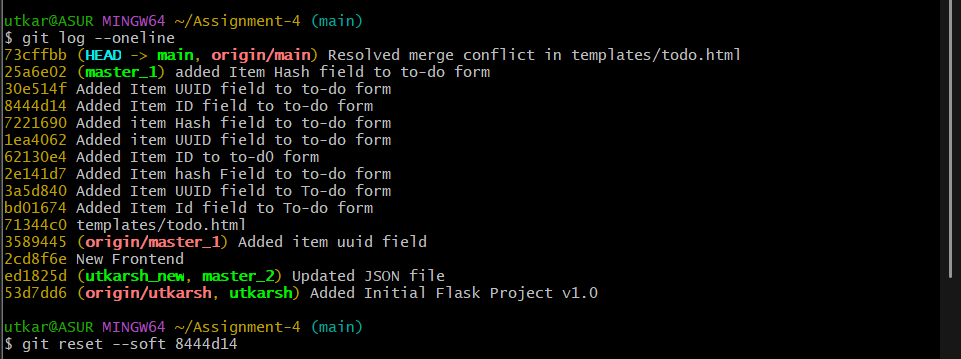 utkar@ASUR MINGW64 ~/Assignment-4 (main)
$ git log --oneline
73cffbb (HEAD -> main, origin/main) Resolved merge conflict in templates/todo.html
25a6e02 (master_1) added Item Hash field to to-do form
30e514f Added Item UUID field to to-do form
8444d14 Added Item ID field to to-do form
7221690 Added item Hash field to to-do form
1ea4062 Added item UUID field to to-do form
62130e4 Added Item ID to to-dO form
2e141d7 Added Item hash Field to to-do form
3a5d840 Added Item UUID field to To-do form
bd01674 Added Item Id field to To-do form
71344c0 templates/todo.html
3589445 (origin/master_1) Added item uuid field
2cd8f6e New Frontend
ed1825d (utkarsh_new, master_2) Updated JSON file
53d7dd6 (origin/utkarsh, utkarsh) Added Initial Flask Project v1.0
utkar@ASUR MINGW64 ~/Assignment-4 (main)
$ git reset --soft 8444d14